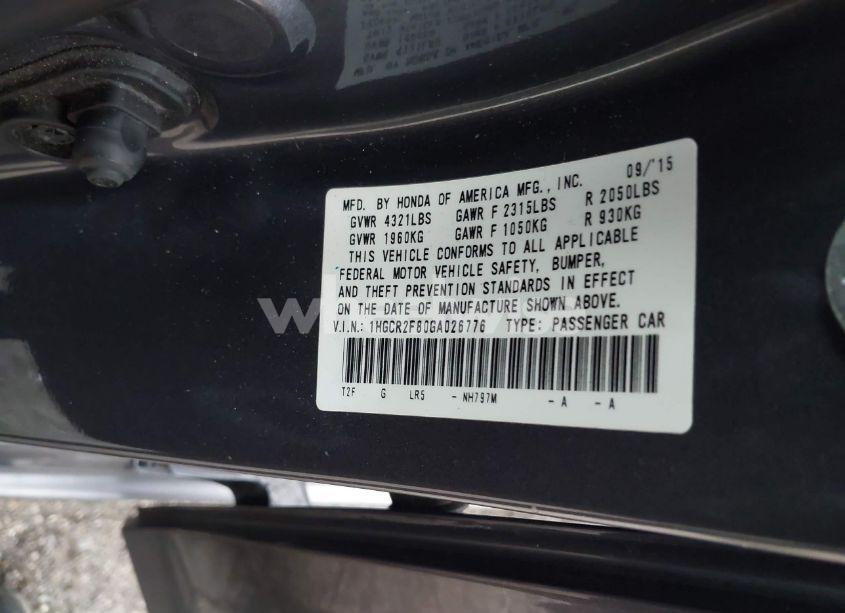 09/'15
MFD. BY HONDA OF AMERICA MFG., INC.
GVWR 4321LBS GAWR F 2315LBS R 2050LBS
GVWR 1960KG GAWR F 1050KG R 930KG
THIS VEHICLE CONFORMS TO ALL APPLICABLE
FEDERAL MOTOR VEHICLE SAFETY, BUMPER,
AND THEFT PREVENTION STANDARDS IN EFFECT
ON THE DATE OF MANUFACTURE SHOWN ABOVE.
V.I.N.: 1HGCR2F80GA026776 TYPE: PASSENGER CAR
T2F G LR5 - NH797M - A - A